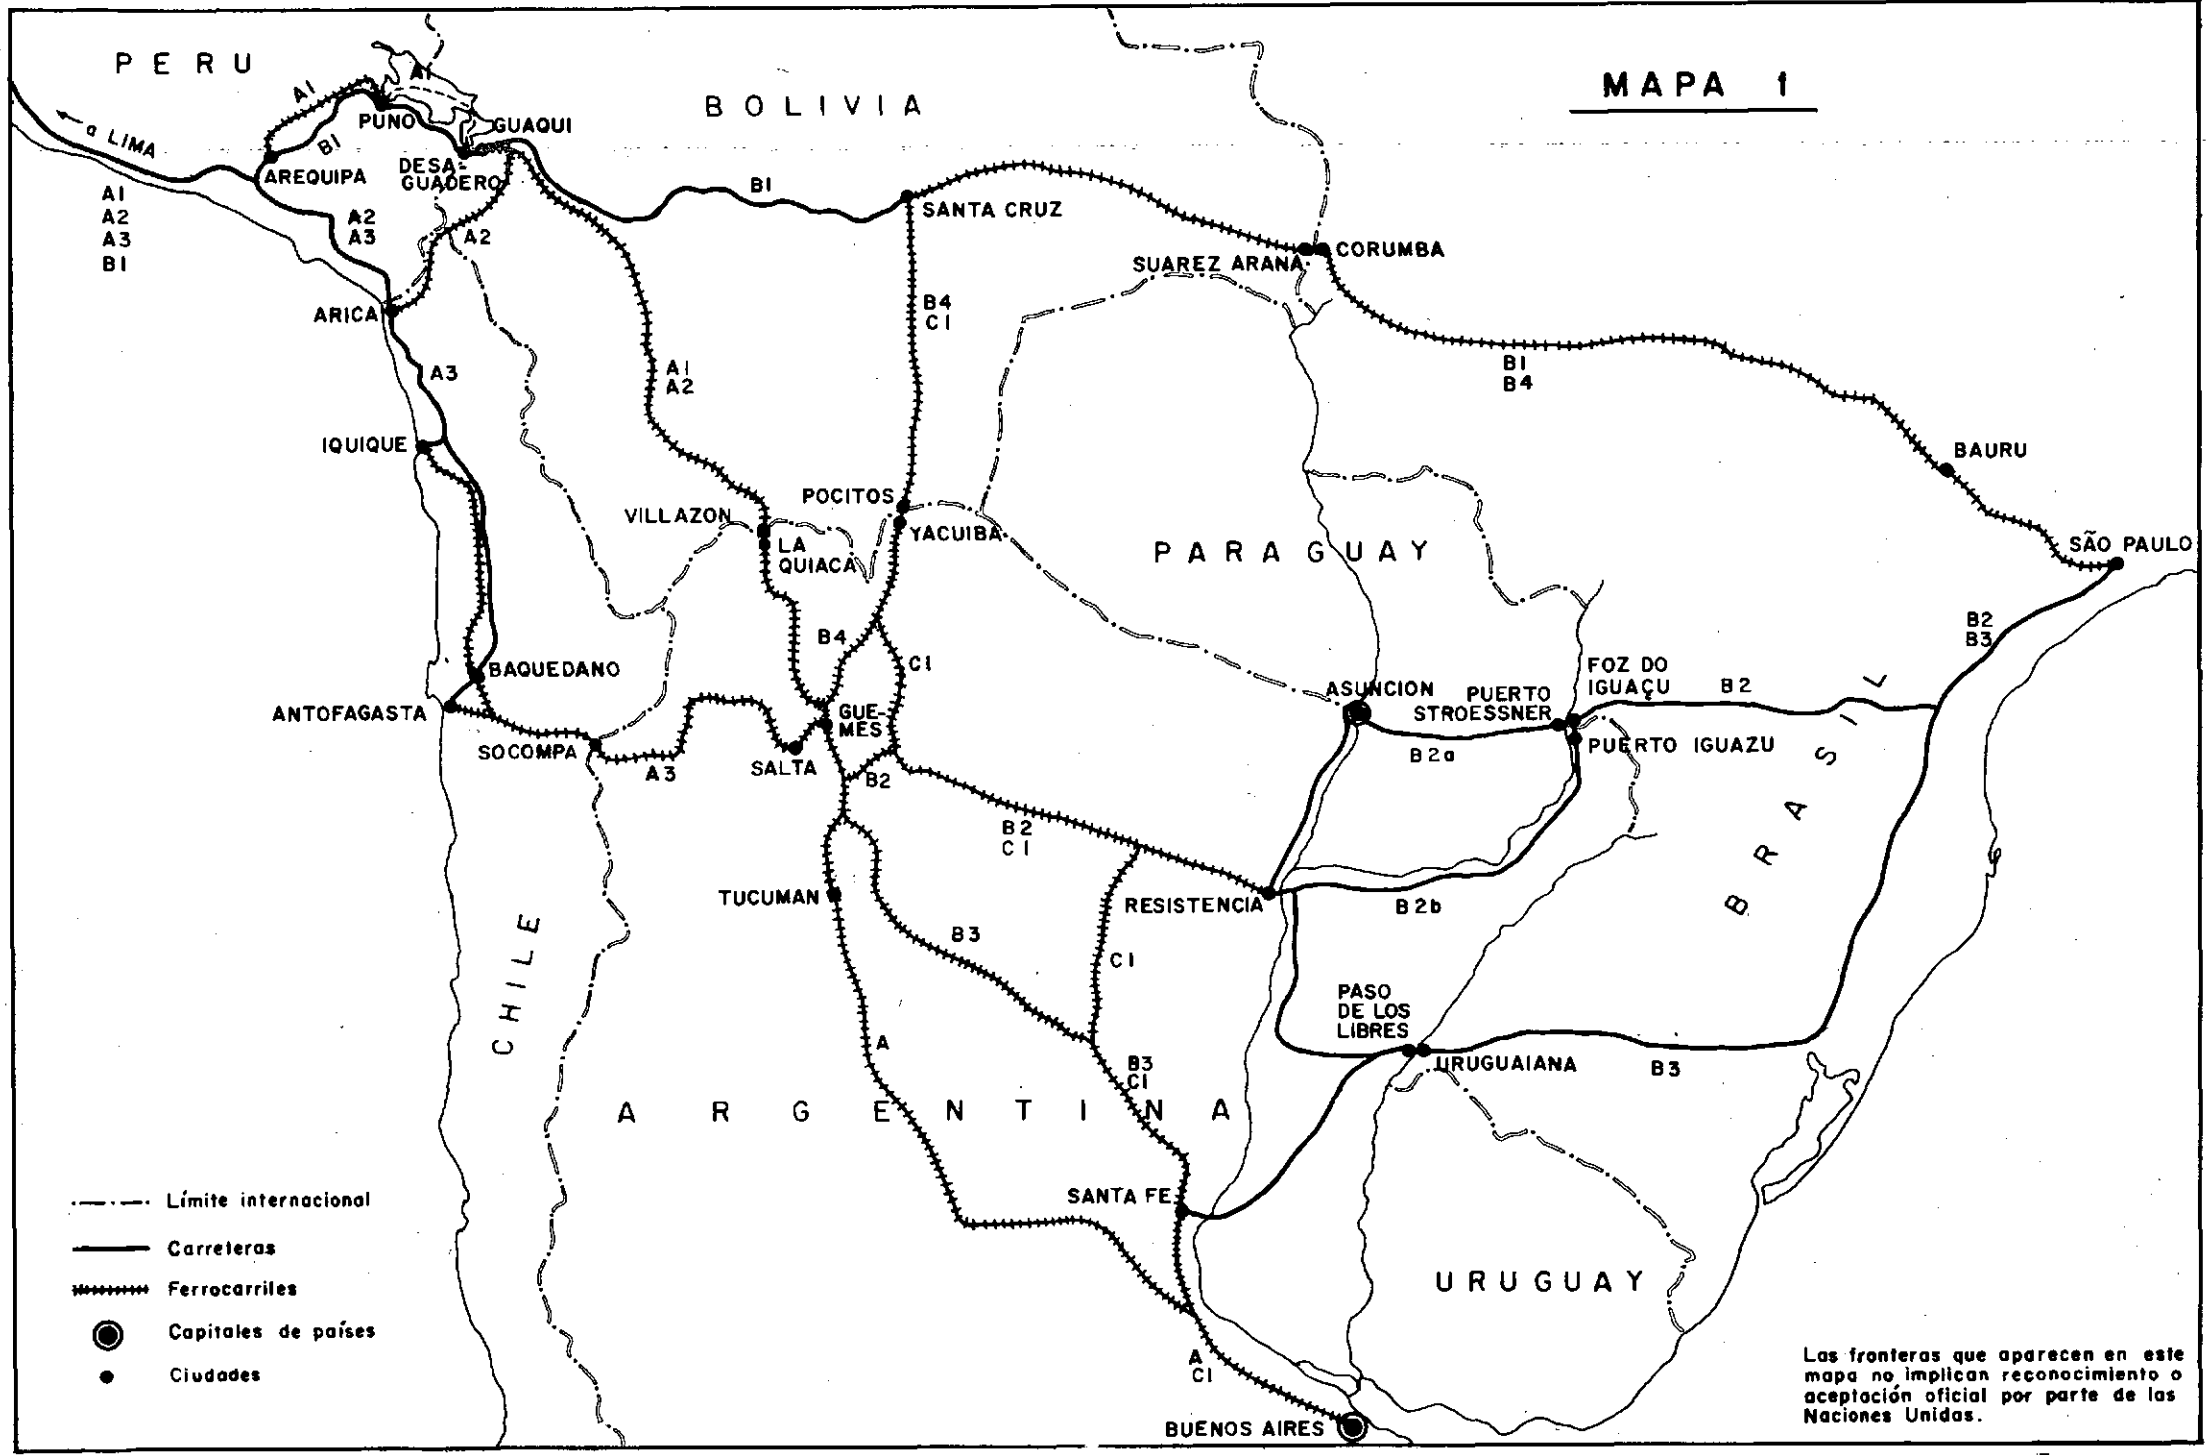 MAPA 1
PERU
BOLIVIA
A1
A1
PUNO
GUAQUI
a LIMA
B1
AREQUIPA
DESA-
GUADERO
A1
A2
A3
B1
A2
A3
A2
B1
SANTA CRUZ
SUAREZ ARANA
CORUMBA
ARICA
B4
C1
A3
A1
A2
B1
B4
IQUIQUE
BAURU
POCITOS
VILLAZON
YACUIBA
LA
QUIACA
PARAGUAY
SÃO PAULO
B4
B2
B3
C1
BAQUEDANO
FOZ DO
IGUAÇU
B2
ASUNCION
PUERTO
STROESSNER
ANTOFAGASTA
GUE-
MES
SOCOMPA
PUERTO IGUAZU
A3
SALTA
B2
B2a
BRASIL
B2
C1
TUCUMAN
RESISTENCIA
B2b
CHILE
B3
C1
PASO
DE LOS
LIBRES
A
URUGUAIANA
B3
B3
C1
ARGENTINA
SANTA FE
URUGUAY
A
C1
BUENOS AIRES
Límite internacional
Carreteras
Ferrocarriles
Capitales de países
Ciudades
Las fronteras que aparecen en este
mapa no implican reconocimiento o
aceptación oficial por parte de las
Naciones Unidas.